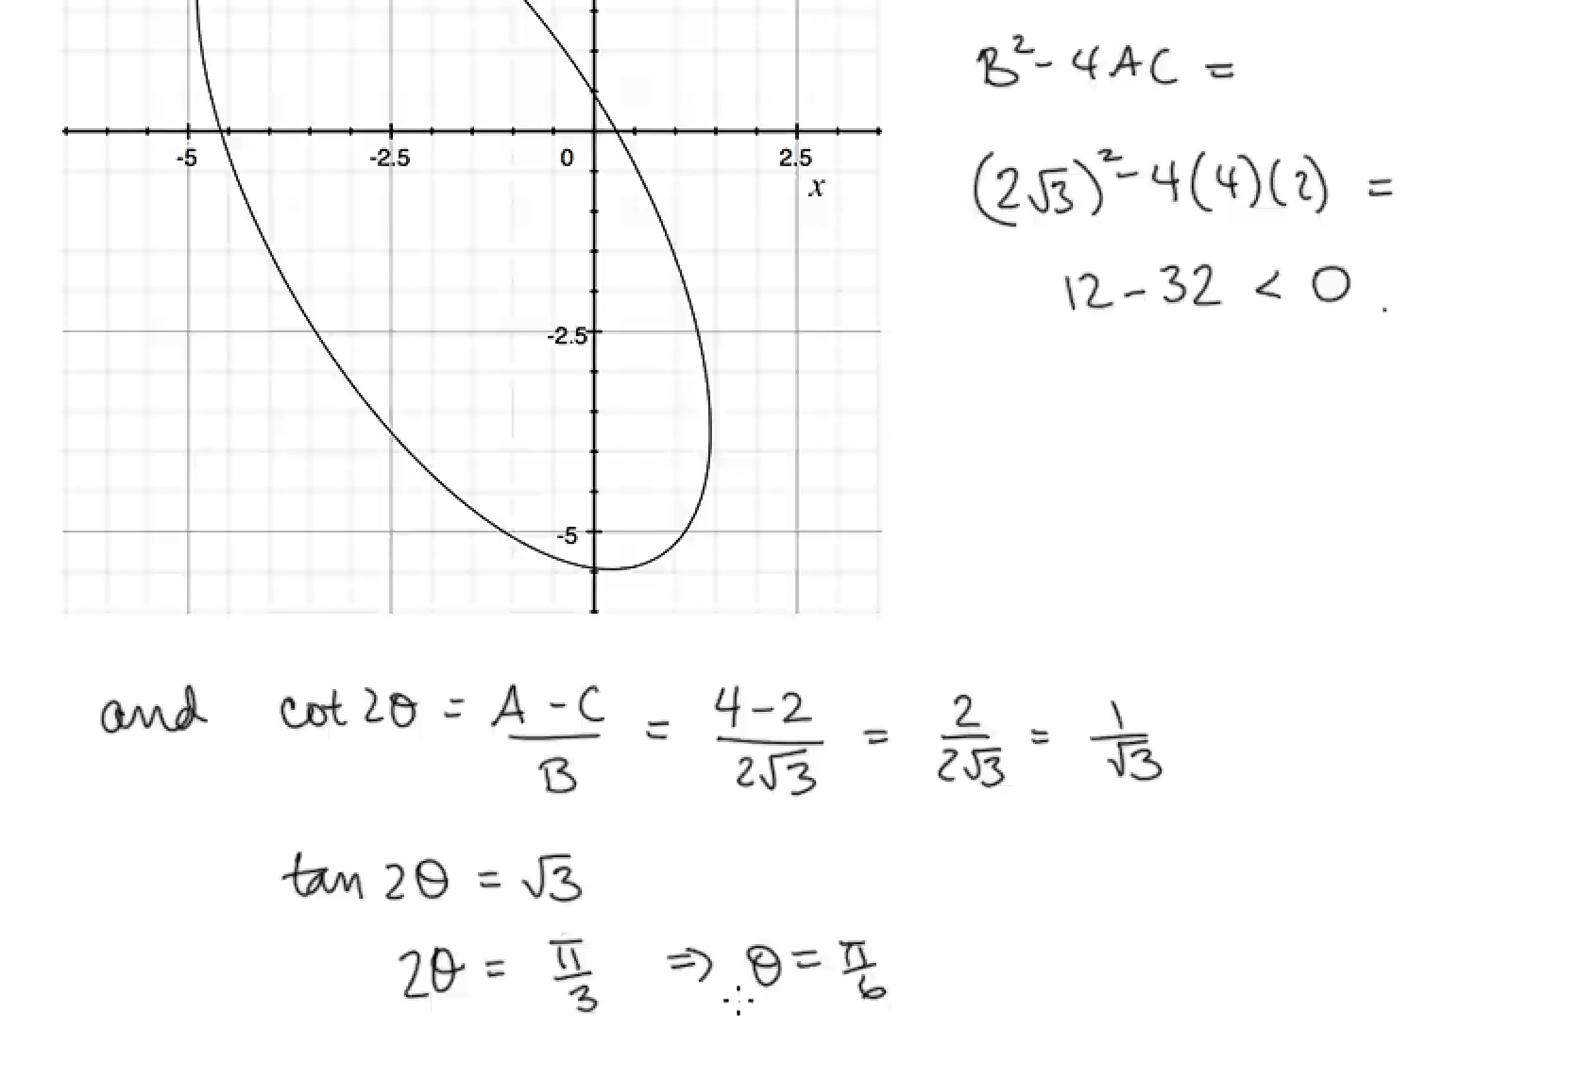 B² - 4AC =
(2√3)² - 4(4)(2) =
12 - 32 < 0.
-5 -2.5 0 2.5
x
-2.5
-5
and cot 2θ = A - C / B = 4 - 2 / 2√3 = 2 / 2√3 = 1 / √3
tan 2θ = √3
2θ = π/3 ⇒ θ = π/6